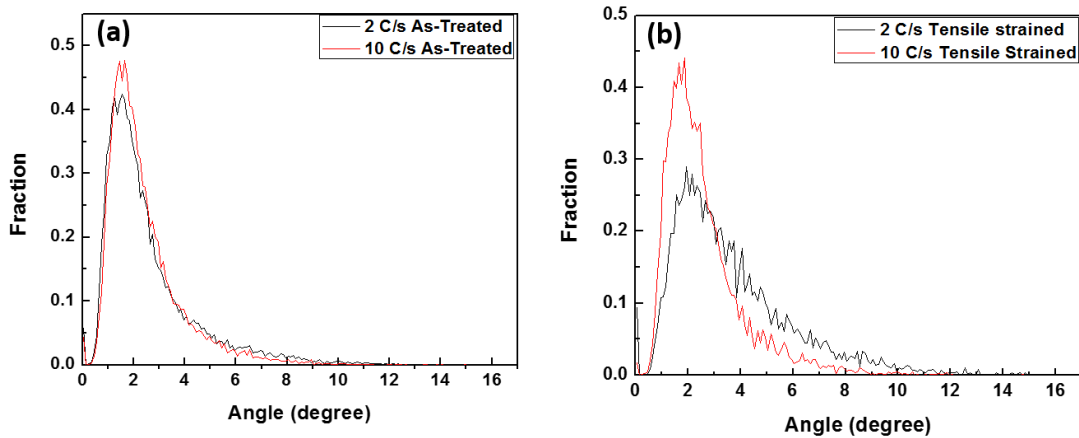 (a)
2 C/s As-Treated
10 C/s As-Treated
Fraction
0.5
0.4
0.3
0.2
0.1
0.0
0 2 4 6 8 10 12 14 16
Angle (degree)
(b)
2 C/s Tensile strained
10 C/s Tensile Strained
Fraction
0.5
0.4
0.3
0.2
0.1
0.0
0 2 4 6 8 10 12 14 16
Angle (degree)